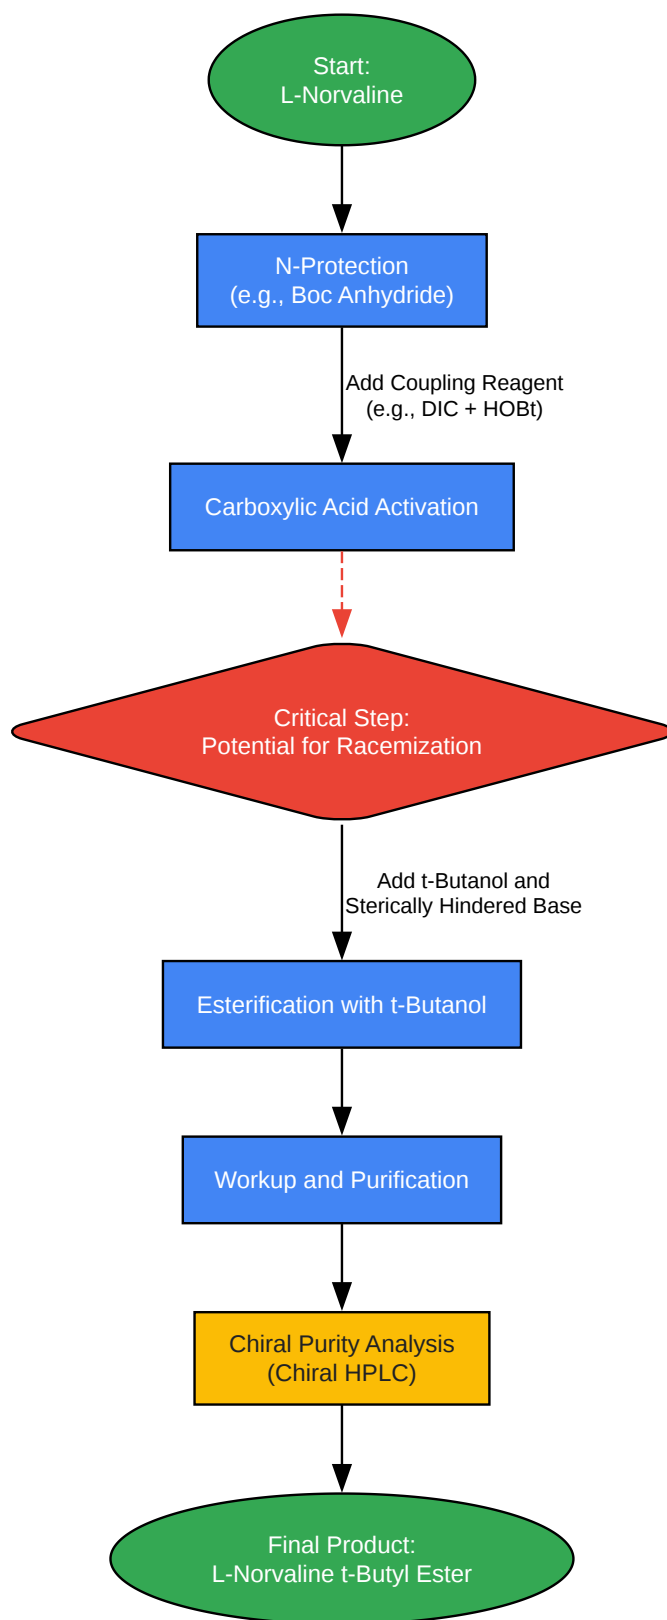 Start:
L-Norvaline
N-Protection
(e.g., Boc Anhydride)
Add Coupling Reagent
(e.g., DIC + HOBt)
Carboxylic Acid Activation
Critical Step:
Potential for Racemization
Add t-Butanol and
Sterically Hindered Base
Esterification with t-Butanol
Workup and Purification
Chiral Purity Analysis
(Chiral HPLC)
Final Product:
L-Norvaline t-Butyl Ester